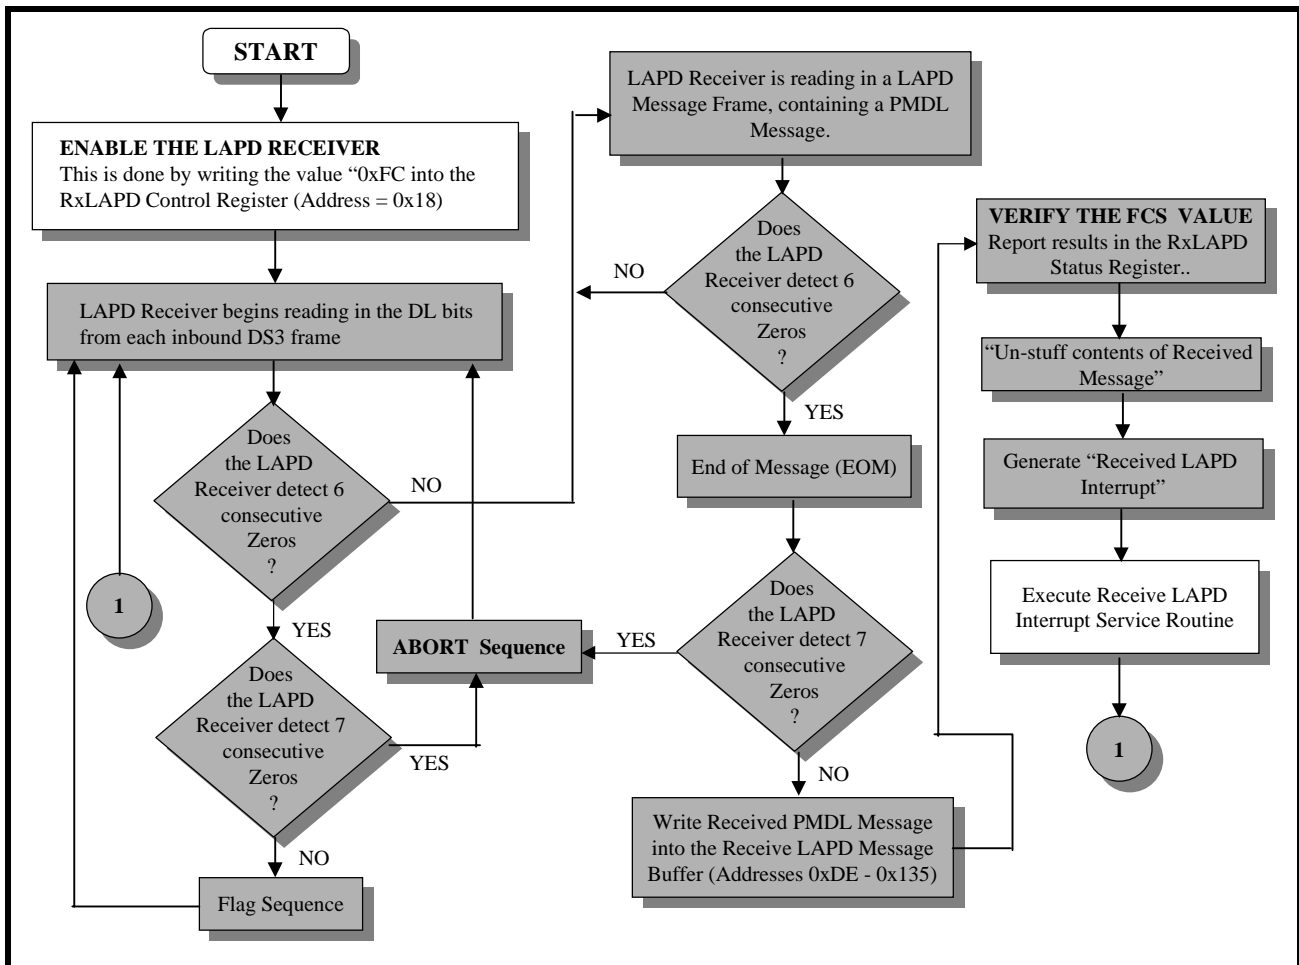 START
ENABLE THE LAPD RECEIVER
This is done by writing the value “0xFC into the
RxLAPD Control Register (Address = 0x18)
LAPD Receiver begins reading in the DL bits
from each inbound DS3 frame
Does
the LAPD
Receiver detect 6
consecutive
Zeros
?
NO
YES
1
Does
the LAPD
Receiver detect 7
consecutive
Zeros
?
YES
NO
Flag Sequence
ABORT  Sequence
LAPD Receiver is reading in a LAPD
Message Frame, containing a PMDL
Message.
Does
the LAPD
Receiver detect 6
consecutive
Zeros
?
NO
YES
End of Message (EOM)
Does
the LAPD
Receiver detect 7
consecutive
Zeros
?
YES
NO
Write Received PMDL Message
into the Receive LAPD Message
Buffer (Addresses 0xDE - 0x135)
VERIFY THE FCS  VALUE
Report results in the RxLAPD
Status Register..
“Un-stuff contents of Received
Message”
Generate “Received LAPD
Interrupt”
Execute Receive LAPD
Interrupt Service Routine
1